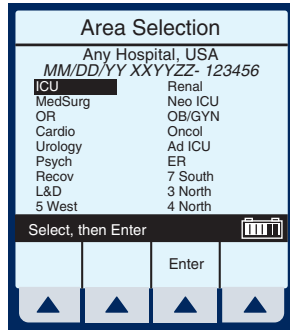 Area Selection
Any Hospital, USA
MM/DD/YY XXYYZZ- 123456
ICU Renal
MedSurg Neo ICU
OR OB/GYN
Cardio Oncol
Urology Ad ICU
Psych ER
Recov 7 South
L&D 3 North
5 West 4 North
Select, then Enter
Enter